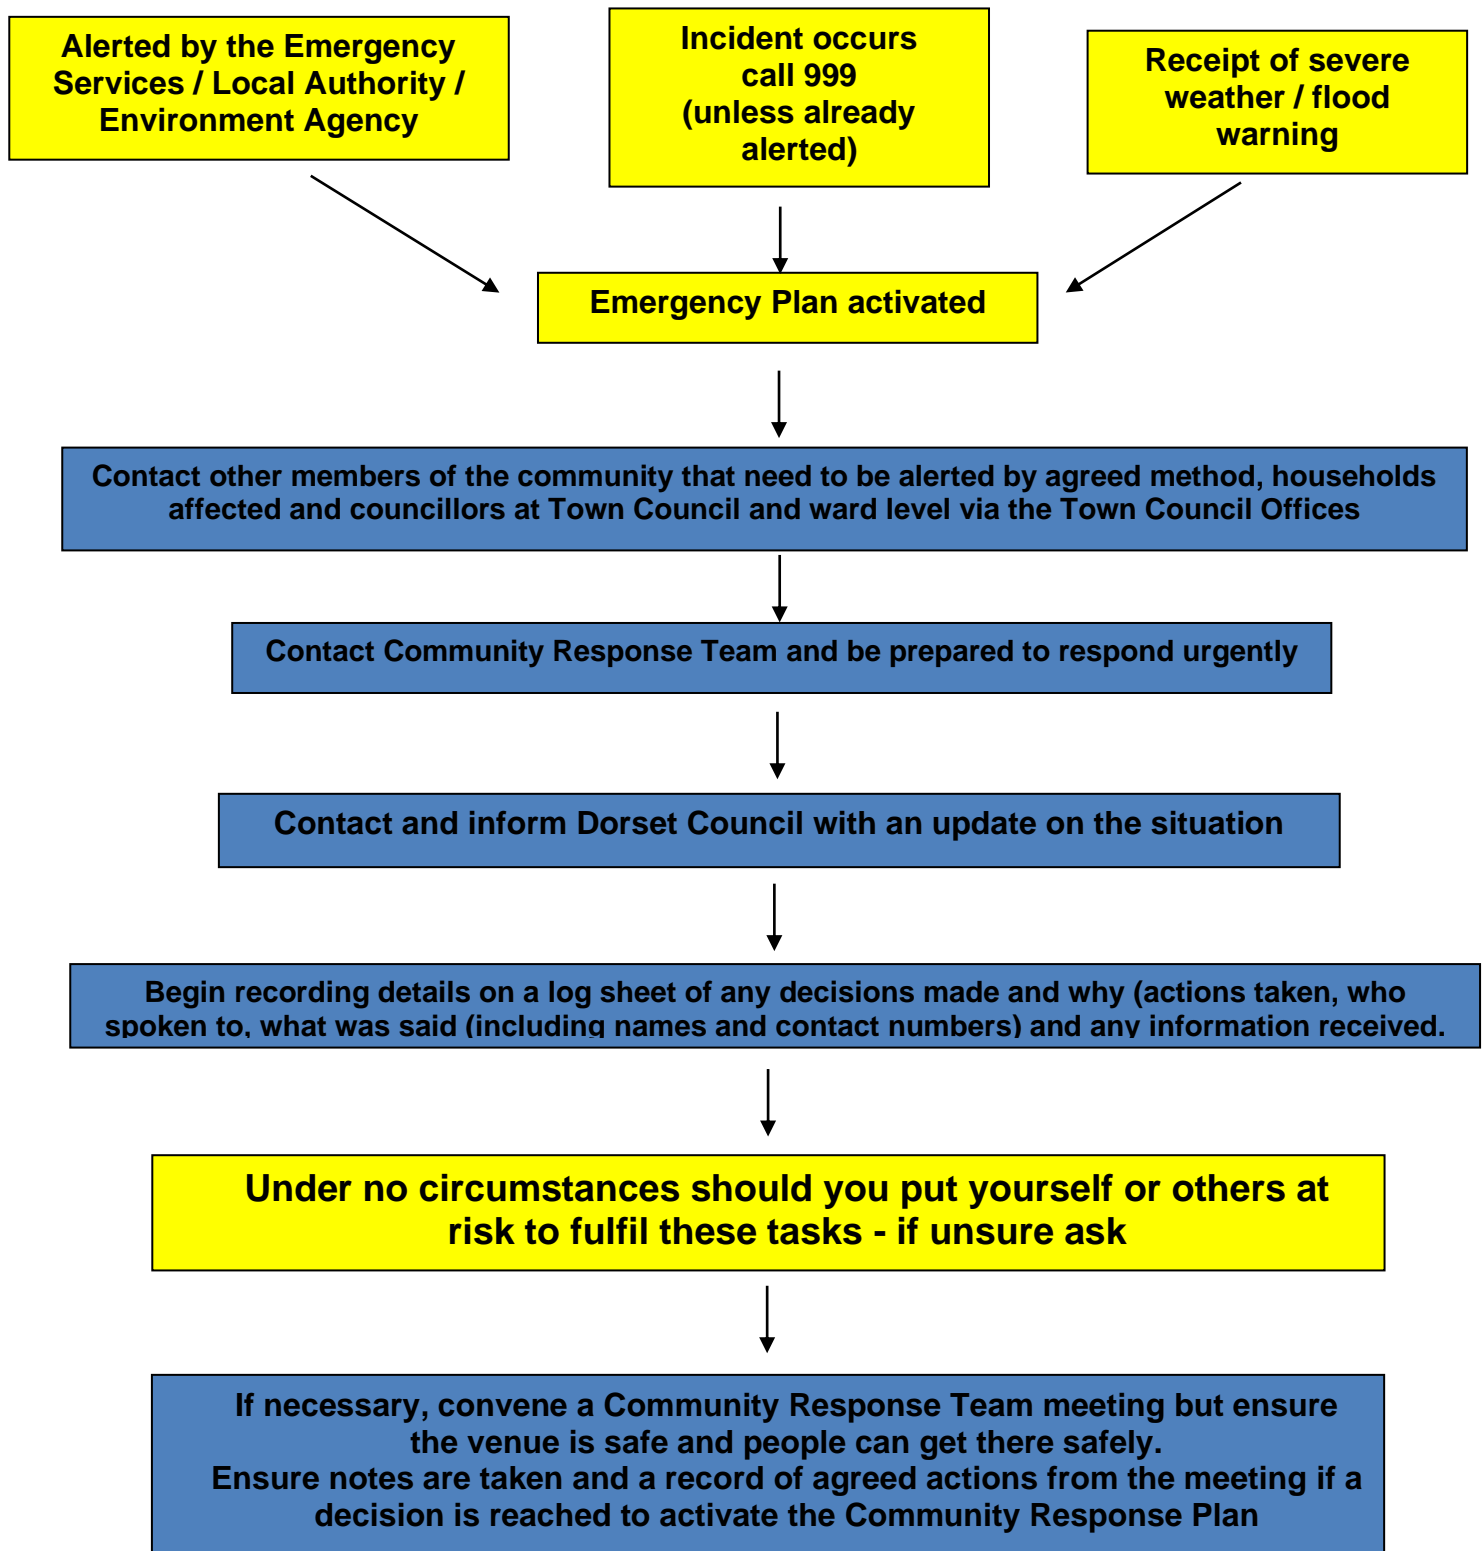 Alerted by the Emergency
Services / Local Authority /
Environment Agency
Incident occurs
call 999
(unless already
alerted)
Receipt of severe
weather / flood
warning
Emergency Plan activated
Contact other members of the community that need to be alerted by agreed method, households
affected and councillors at Town Council and ward level via the Town Council Offices
Contact Community Response Team and be prepared to respond urgently
Contact and inform Dorset Council with an update on the situation
Begin recording details on a log sheet of any decisions made and why (actions taken, who
spoken to, what was said (including names and contact numbers) and any information received.
Under no circumstances should you put yourself or others at
risk to fulfil these tasks - if unsure ask
If necessary, convene a Community Response Team meeting but ensure
the venue is safe and people can get there safely.
Ensure notes are taken and a record of agreed actions from the meeting if a
decision is reached to activate the Community Response Plan